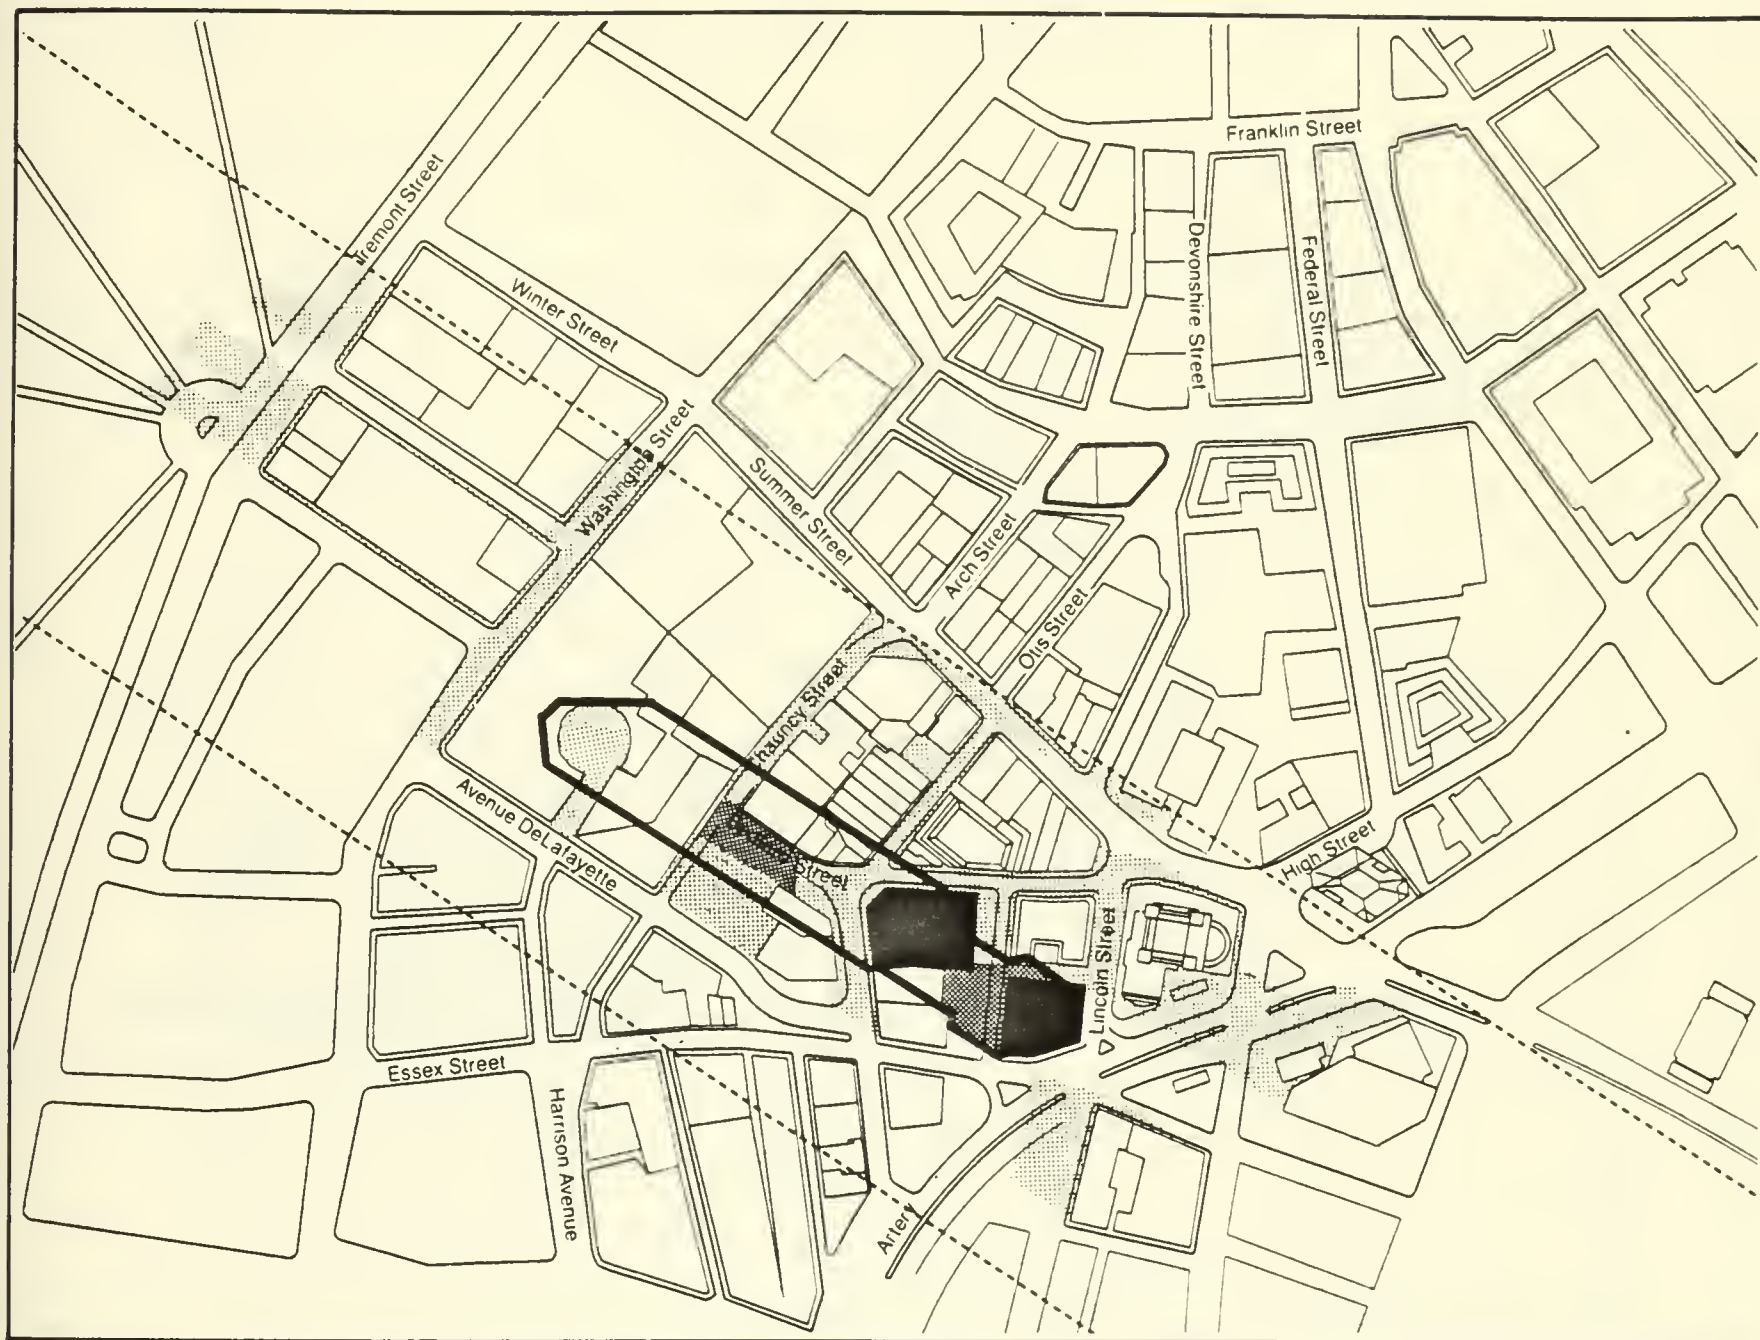 Franklin Street
Tremont Street
Winter Street
Devonshire Street
Federal Street
Washington Street
Summer Street
Arch Street
Otis Street
Chauncy Street
Avenue DeLafayette
Street
High Street
Lincoln Street
Essex Street
Harrison Avenue
Artery